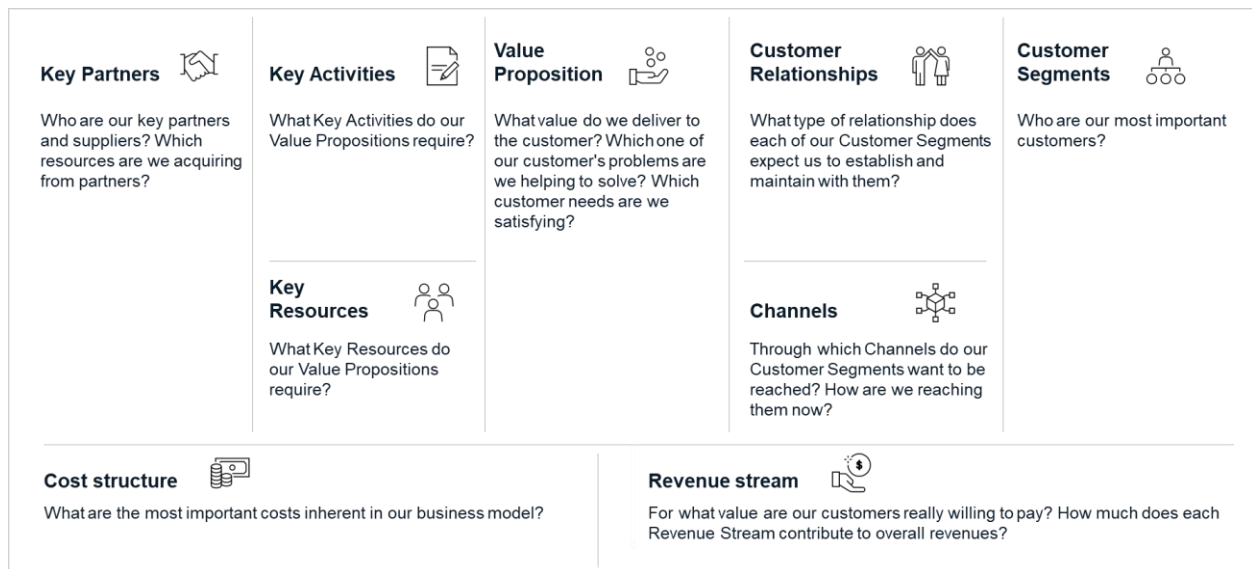 Key Partners
Who are our key partners
and suppliers? Which
resources are we acquiring
from partners?
Key Activities
What Key Activities do our
Value Propositions require?
Key
Resources
What Key Resources do
our Value Propositions
require?
Value
Proposition
What value do we deliver to
the customer? Which one of
our customer's problems are
we helping to solve? Which
customer needs are we
satisfying?
Customer
Relationships
What type of relationship does
each of our Customer Segments
expect us to establish and
maintain with them?
Channels
Through which Channels do our
Customer Segments want to be
reached? How are we reaching
them now?
Customer
Segments
Who are our most important
customers?
Cost structure
What are the most important costs inherent in our business model?
Revenue stream
$
For what value are our customers really willing to pay? How much does each
Revenue Stream contribute to overall revenues?